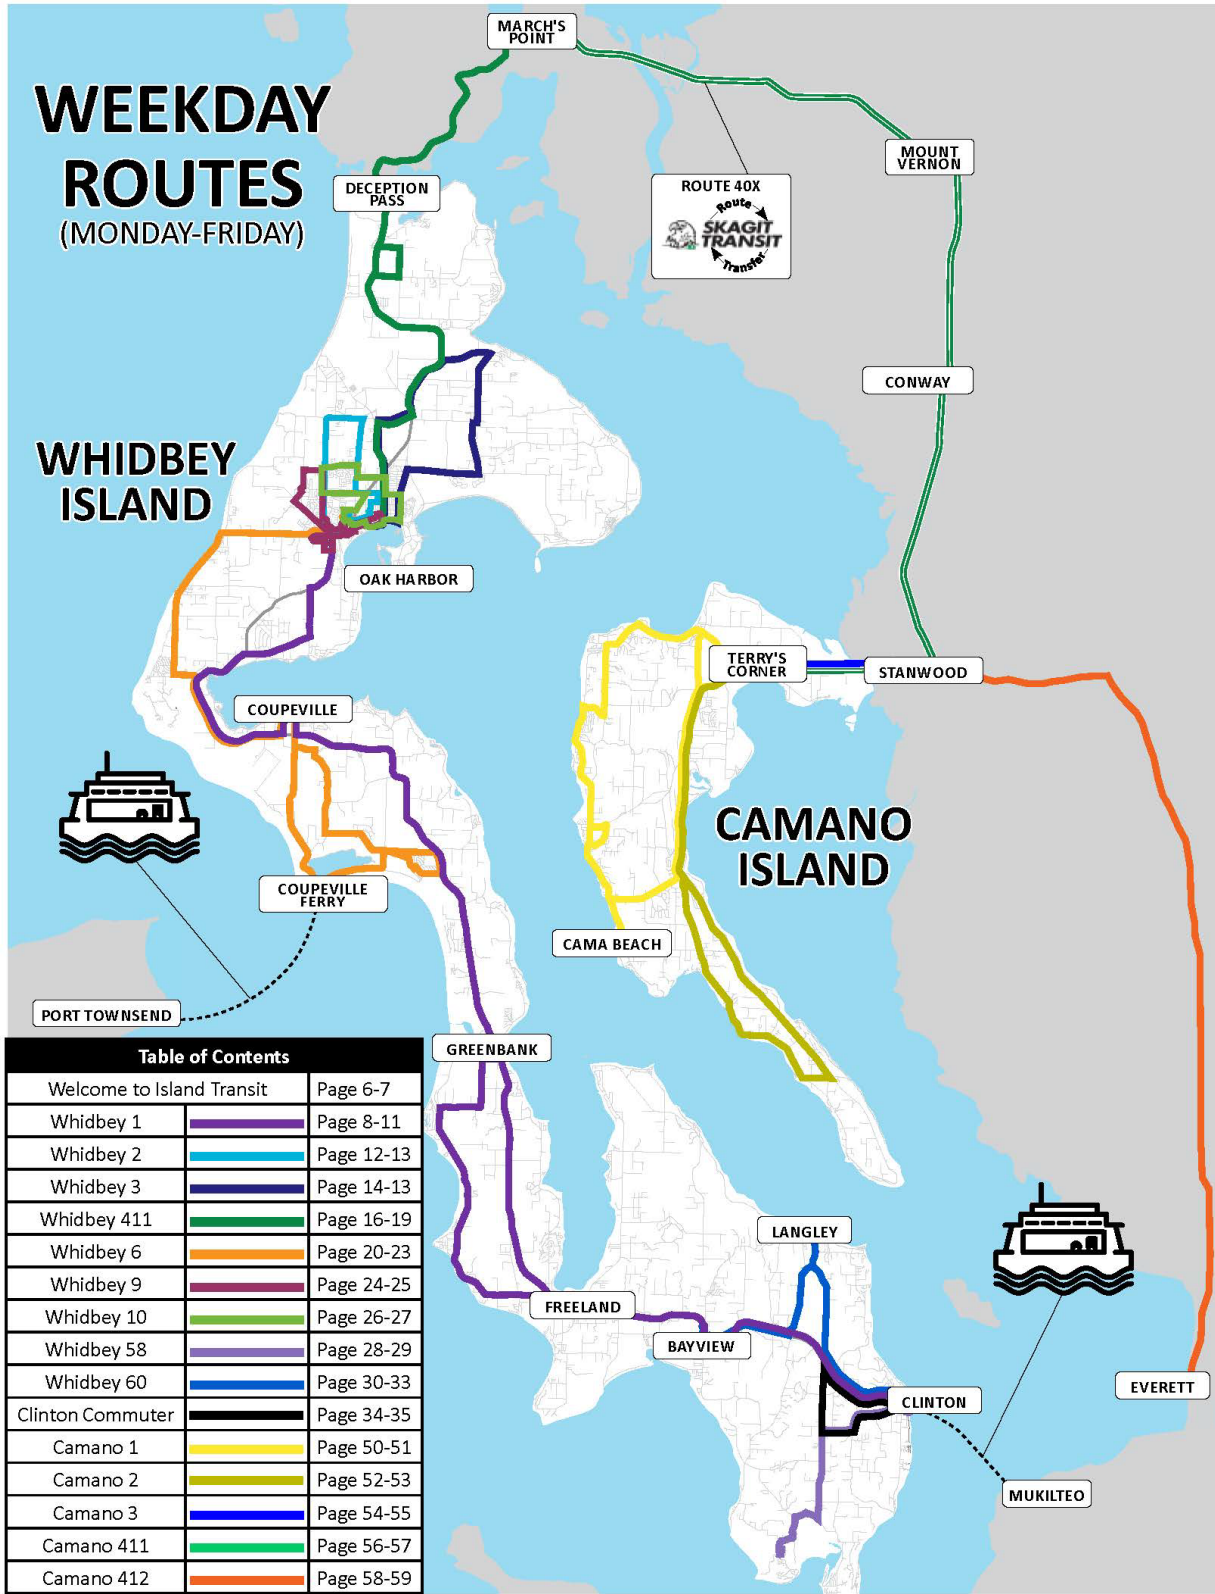 WEEKDAY
ROUTES
(MONDAY-FRIDAY)
MARCH'S
POINT
MOUNT
VERNON
DECEPTION
PASS
ROUTE 40X
Route
SKAGIT
TRANSIT
Transfer
CONWAY
WHIDBEY
ISLAND
OAK HARBOR
TERRY'S
CORNER
STANWOOD
COUPEVILLE
CAMANO
ISLAND
COUPEVILLE
FERRY
CAMA BEACH
PORT TOWNSEND
GREENBANK
LANGLEY
FREELAND
BAYVIEW
CLINTON
EVERETT
MUKILTEO
Table of Contents
Welcome to Island Transit Page 6-7
Whidbey 1 Page 8-11
Whidbey 2 Page 12-13
Whidbey 3 Page 14-13
Whidbey 411 Page 16-19
Whidbey 6 Page 20-23
Whidbey 9 Page 24-25
Whidbey 10 Page 26-27
Whidbey 58 Page 28-29
Whidbey 60 Page 30-33
Clinton Commuter Page 34-35
Camano 1 Page 50-51
Camano 2 Page 52-53
Camano 3 Page 54-55
Camano 411 Page 56-57
Camano 412 Page 58-59